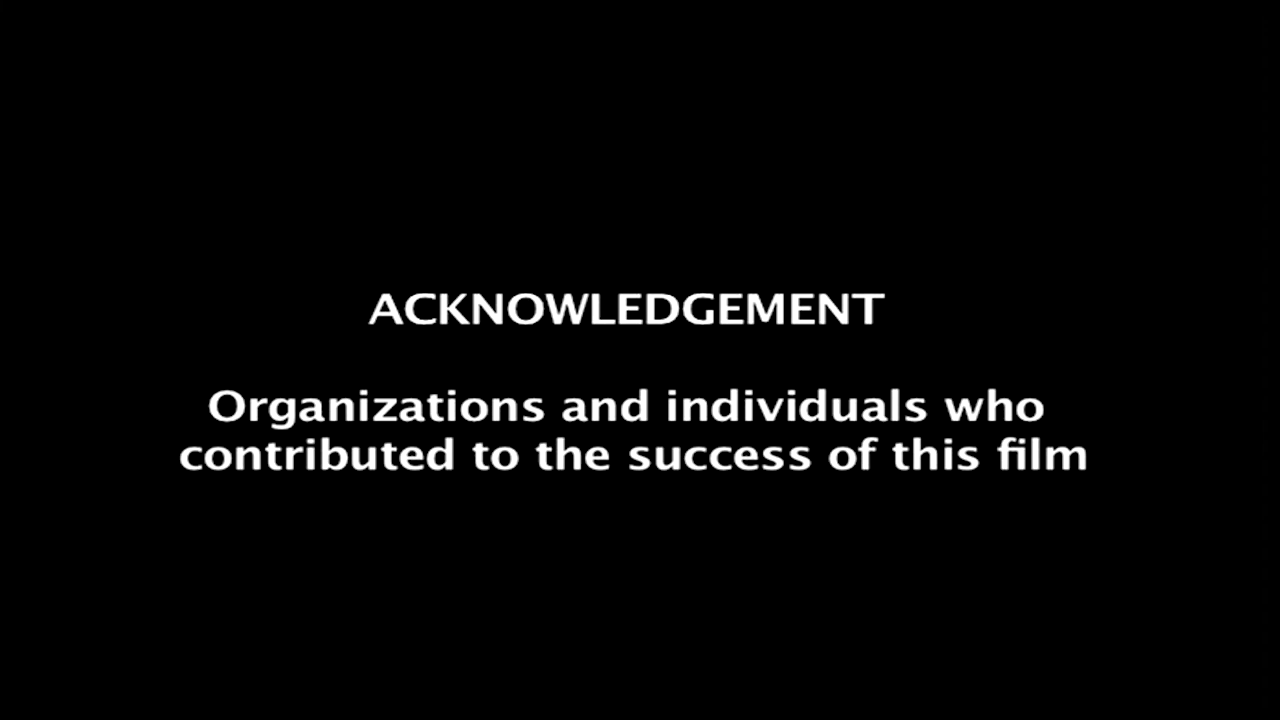 ACKNOWLEDGEMENT
Organizations and individuals who
contributed to the success of this film